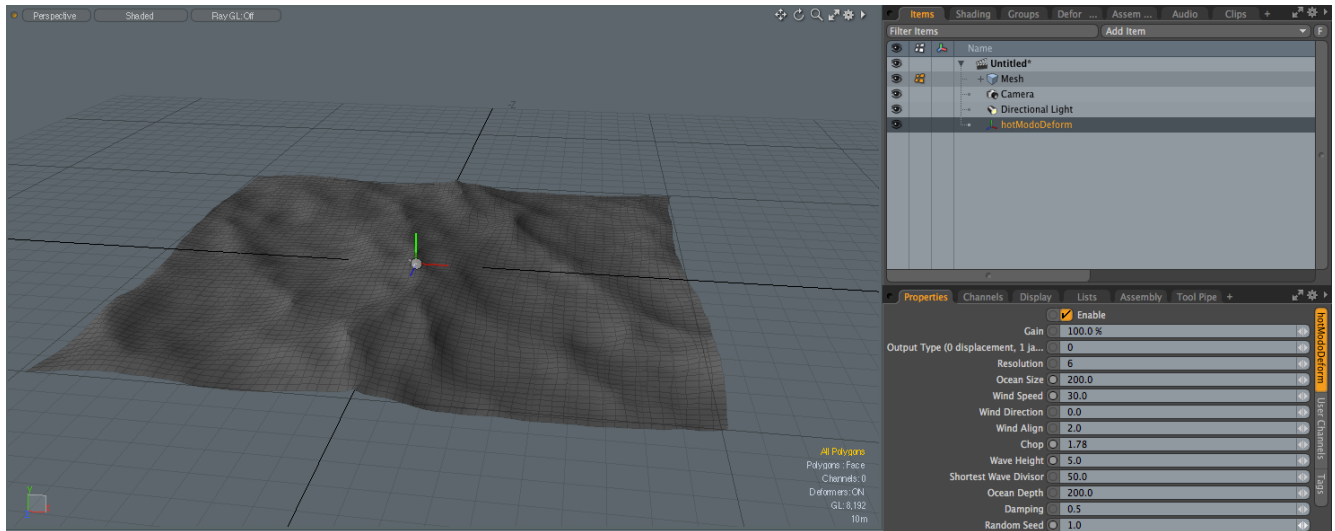 Perspective Shaded Ray GL: Off
-Z
All Polygons
Polygons : Face
Channels: 0
Deformers: ON
GL: 8,192
10m
Y
Items Shading Groups Defor ... Assem ... Audio Clips +
Filter Items Add Item F
Name
Untitled*
Mesh
Camera
Directional Light
hotModoDeform
Properties Channels Display Lists Assembly Tool Pipe +
Enable
Gain 100.0 %
Output Type (0 displacement, 1 ja... 0
Resolution 6
Ocean Size 200.0
Wind Speed 30.0
Wind Direction 0.0
Wind Align 2.0
Chop 1.78
Wave Height 5.0
Shortest Wave Divisor 50.0
Ocean Depth 200.0
Damping 0.5
Random Seed 1.0
hotModoDeform
User Channels
Tags